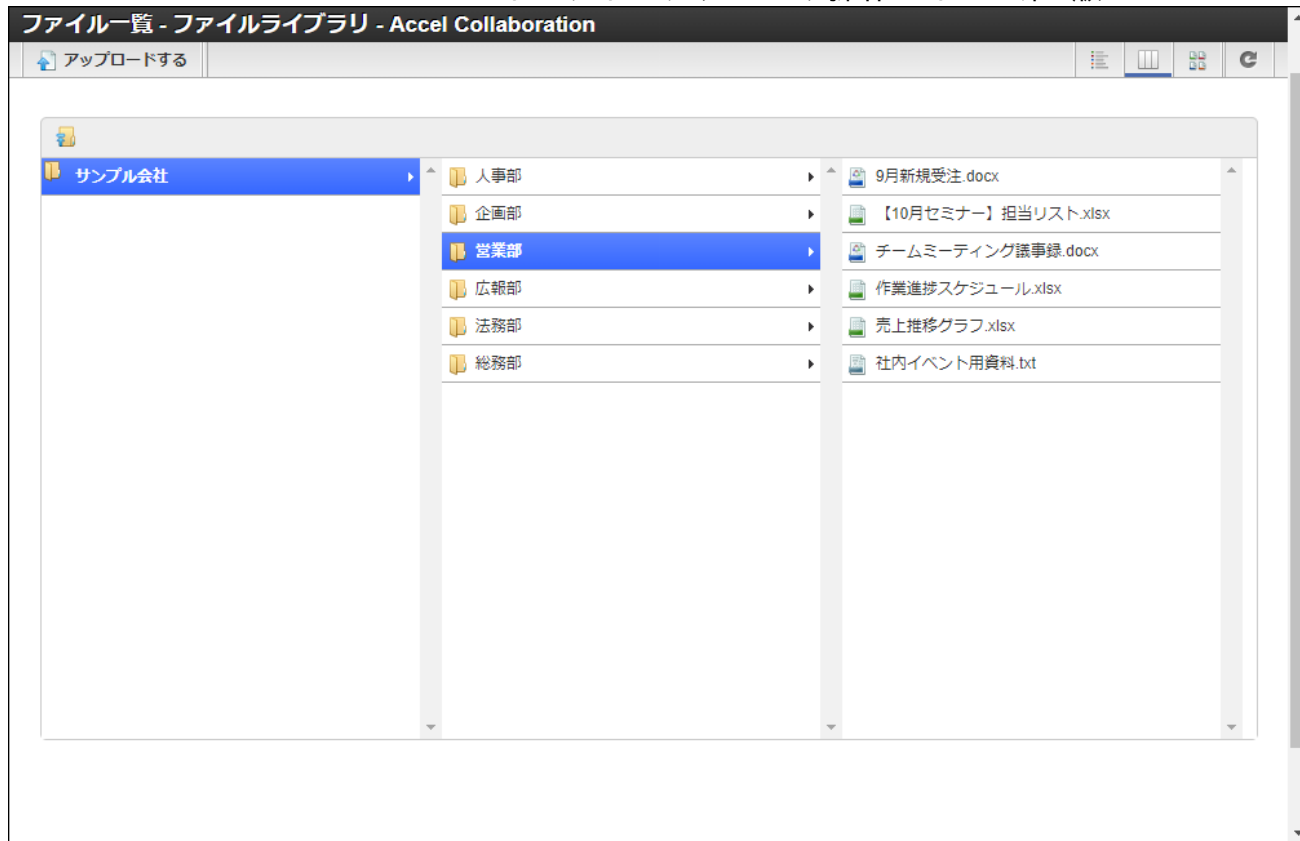 ファイル一覧 - ファイルライブラリ - Accel Collaboration
アップロードする
サンプル会社
人事部
企画部
営業部
広報部
法務部
総務部
9月新規受注.docx
【10月セミナー】担当リスト.xlsx
チームミーティング議事録.docx
作業進捗スケジュール.xlsx
売上推移グラフ.xlsx
社内イベント用資料.txt